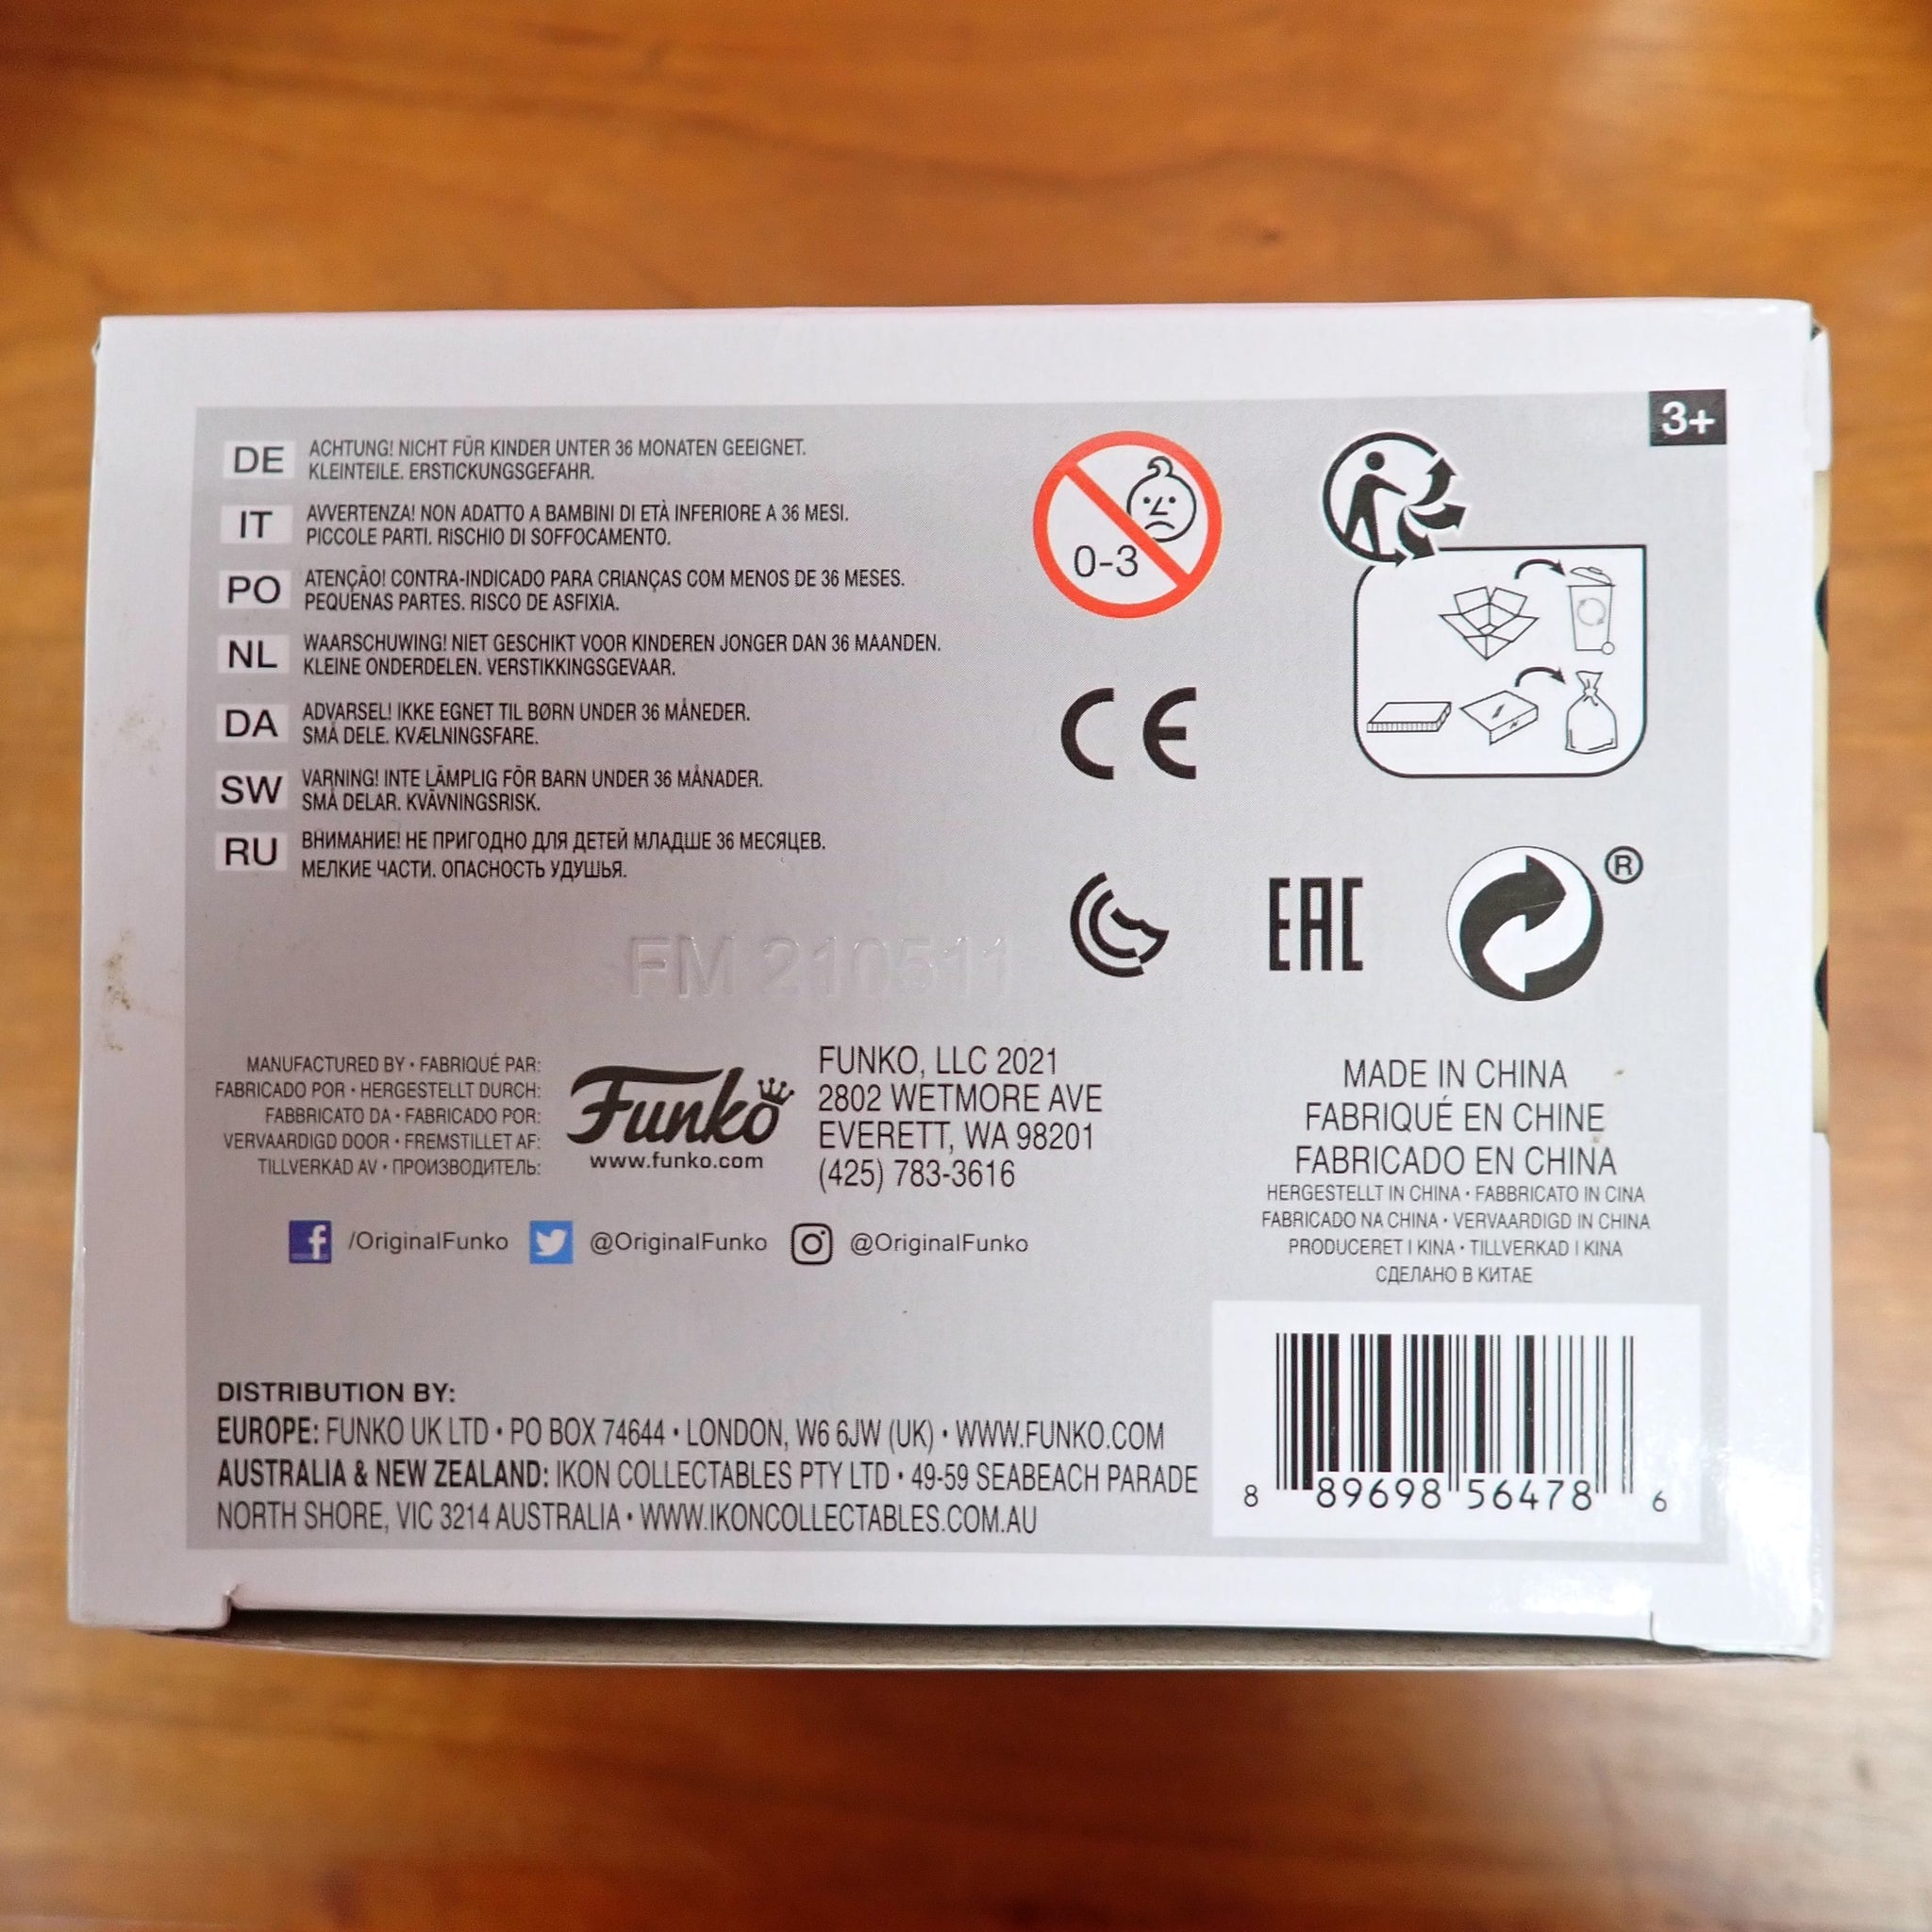 3+
DE
ACHTUNG! NICHT FÜR KINDER UNTER 36 MONATEN GEEIGNET.
KLEINTEILE. ERSTICKUNGSGEFAHR.
IT
AVVERTENZA! NON ADATTO A BAMBINI DI ETÀ INFERIORE A 36 MESI.
PICCOLE PARTI. RISCHIO DI SOFFOCAMENTO.
PO
ATENÇÃO! CONTRA-INDICADO PARA CRIANÇAS COM MENOS DE 36 MESES.
PEQUENAS PARTES. RISCO DE ASFIXIA.
NL
WAARSCHUWING! NIET GESCHIKT VOOR KINDEREN JONGER DAN 36 MAANDEN.
KLEINE ONDERDELEN. VERSTIKKINGSGEVAAR.
DA
ADVARSEL! IKKE EGNET TIL BØRN UNDER 36 MÅNEDER.
SMÅ DELE. KVÆLNINGSFARE.
SW
VARNING! INTE LÄMPLIG FÖR BARN UNDER 36 MÅNADER.
SMÅ DELAR. KVÄVNINGSRISK.
RU
ВНИМАНИЕ! НЕ ПРИГОДНО ДЛЯ ДЕТЕЙ МЛАДШЕ 36 МЕСЯЦЕВ.
МЕЛКИЕ ЧАСТИ. ОПАСНОСТЬ УДУШЬЯ.
0-3
CE
EAC
®
FM 210511
MANUFACTURED BY • FABRIQUÉ PAR:
FABRICADO POR • HERGESTELLT DURCH:
FABBRICATO DA • FABRICADO POR:
VERVAARDIGD DOOR • FREMSTILLET AF:
TILLVERKAD AV • ПРОИЗВОДИТЕЛЬ:
Funko
www.funko.com
FUNKO, LLC 2021
2802 WETMORE AVE
EVERETT, WA 98201
(425) 783-3616
/OriginalFunko @OriginalFunko @OriginalFunko
MADE IN CHINA
FABRIQUÉ EN CHINE
FABRICADO EN CHINA
HERGESTELLT IN CHINA • FABBRICATO IN CINA
FABRICADO NA CHINA • VERVAARDIGD IN CHINA
PRODUCERET I KINA • TILLVERKAD I KINA
СДЕЛАНО В КИТАЕ
DISTRIBUTION BY:
EUROPE: FUNKO UK LTD • PO BOX 74644 • LONDON, W6 6JW (UK) • WWW.FUNKO.COM
AUSTRALIA & NEW ZEALAND: IKON COLLECTABLES PTY LTD • 49-59 SEABEACH PARADE
NORTH SHORE, VIC 3214 AUSTRALIA • WWW.IKONCOLLECTABLES.COM.AU
8 89698 56478 6